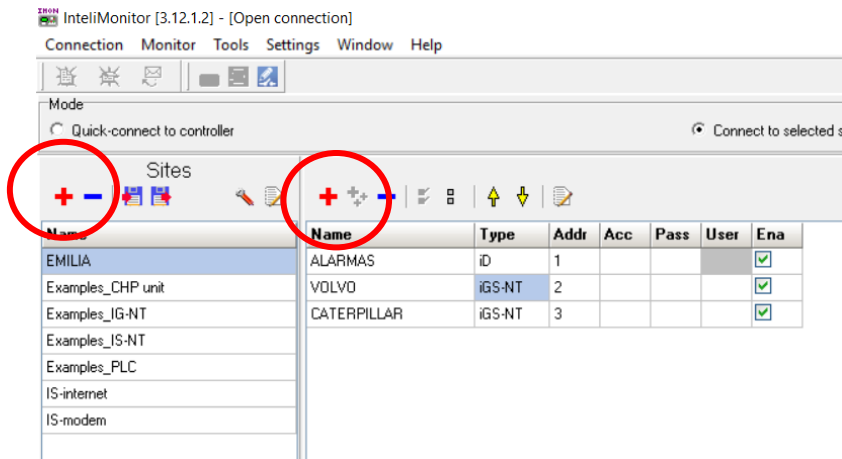 InteliMonitor [3.12.1.2] - [Open connection]
Connection Monitor Tools Settings Window Help
Mode
Quick-connect to controller
Connect to selected s
Sites
Name
EMILIA
Examples_CHP unit
Examples_IG-NT
Examples_IS-NT
Examples_PLC
IS-internet
IS-modem
Name Type Addr Acc Pass User Ena
ALARMAS iD 1
VOLVO iGS-NT 2
CATERPILLAR iGS-NT 3